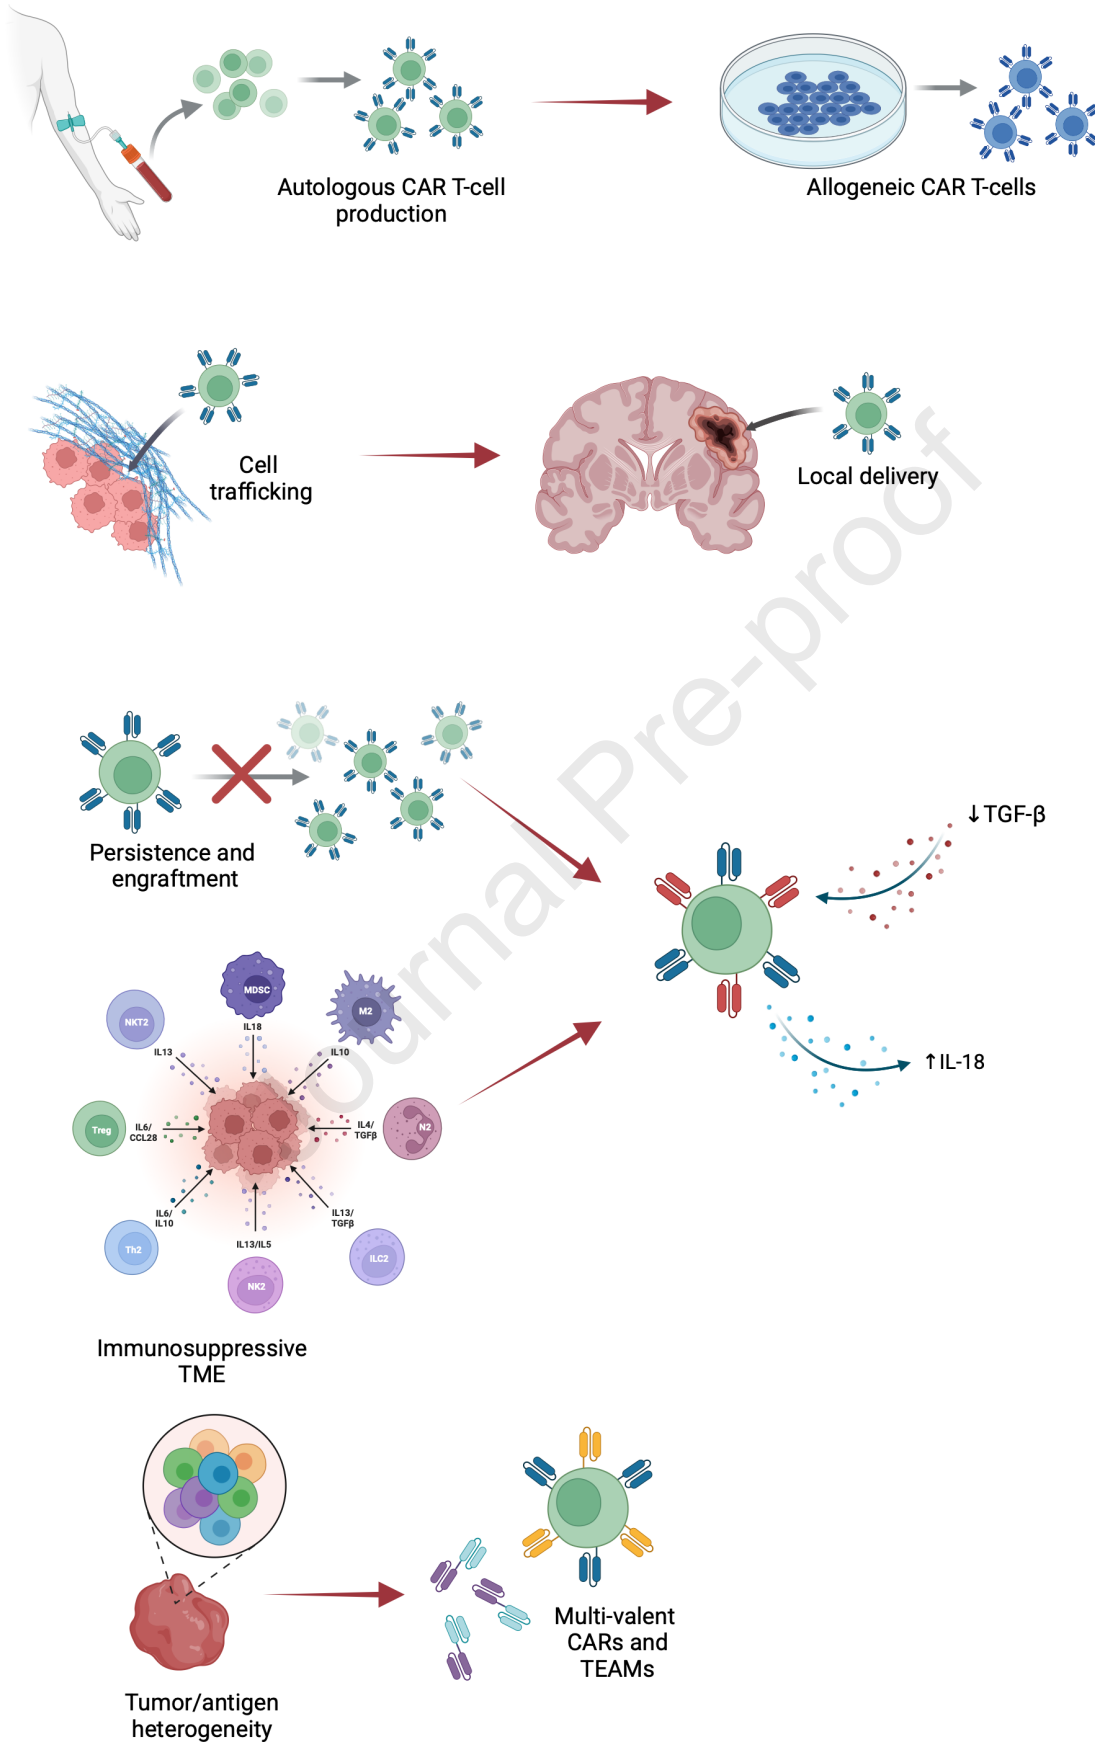 Autologous CAR T-cell
production
Allogeneic CAR T-cells
Cell
trafficking
Local delivery
Journal Pre-proof
Persistence and
engraftment
↓TGF-β
↑IL-18
MDSC
M2
NKT2
IL18
IL13
IL10
Treg
IL6/
CCL28
IL4/
TGFβ
N2
IL6/
IL10
IL13/
TGFβ
Th2
IL13/IL5
ILC2
NK2
Immunosuppressive
TME
Multi-valent
CARs and
TEAMs
Tumor/antigen
heterogeneity